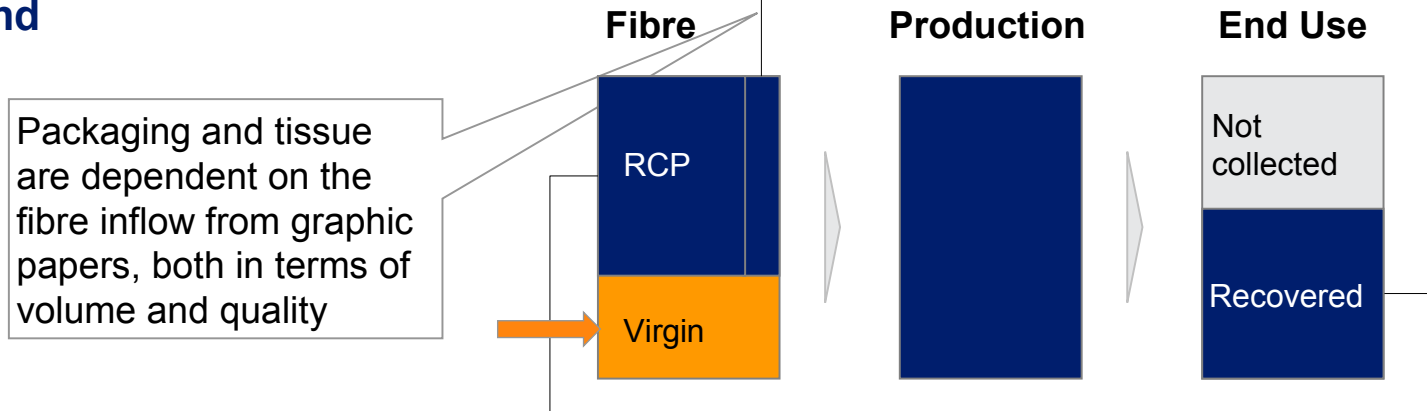 nd
Fibre
Production
End Use
Packaging and tissue
are dependent on the
fibre inflow from graphic
papers, both in terms of
volume and quality
RCP
Virgin
Not
collected
Recovered